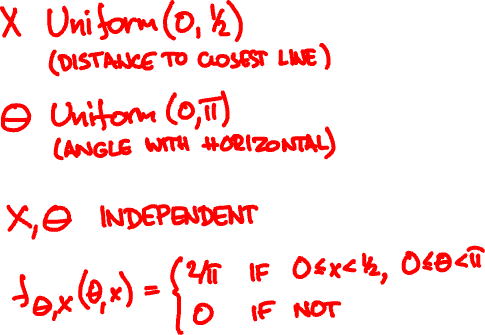 X Uniform(0, ½)
(DISTANCE TO CLOSEST LINE)
Θ Uniform(0, π)
(ANGLE WITH HORIZONTAL)
X, Θ INDEPENDENT
f_{Θ,X}(θ,x) = { 2/π IF 0≤x<½, 0≤θ<π
0 IF NOT